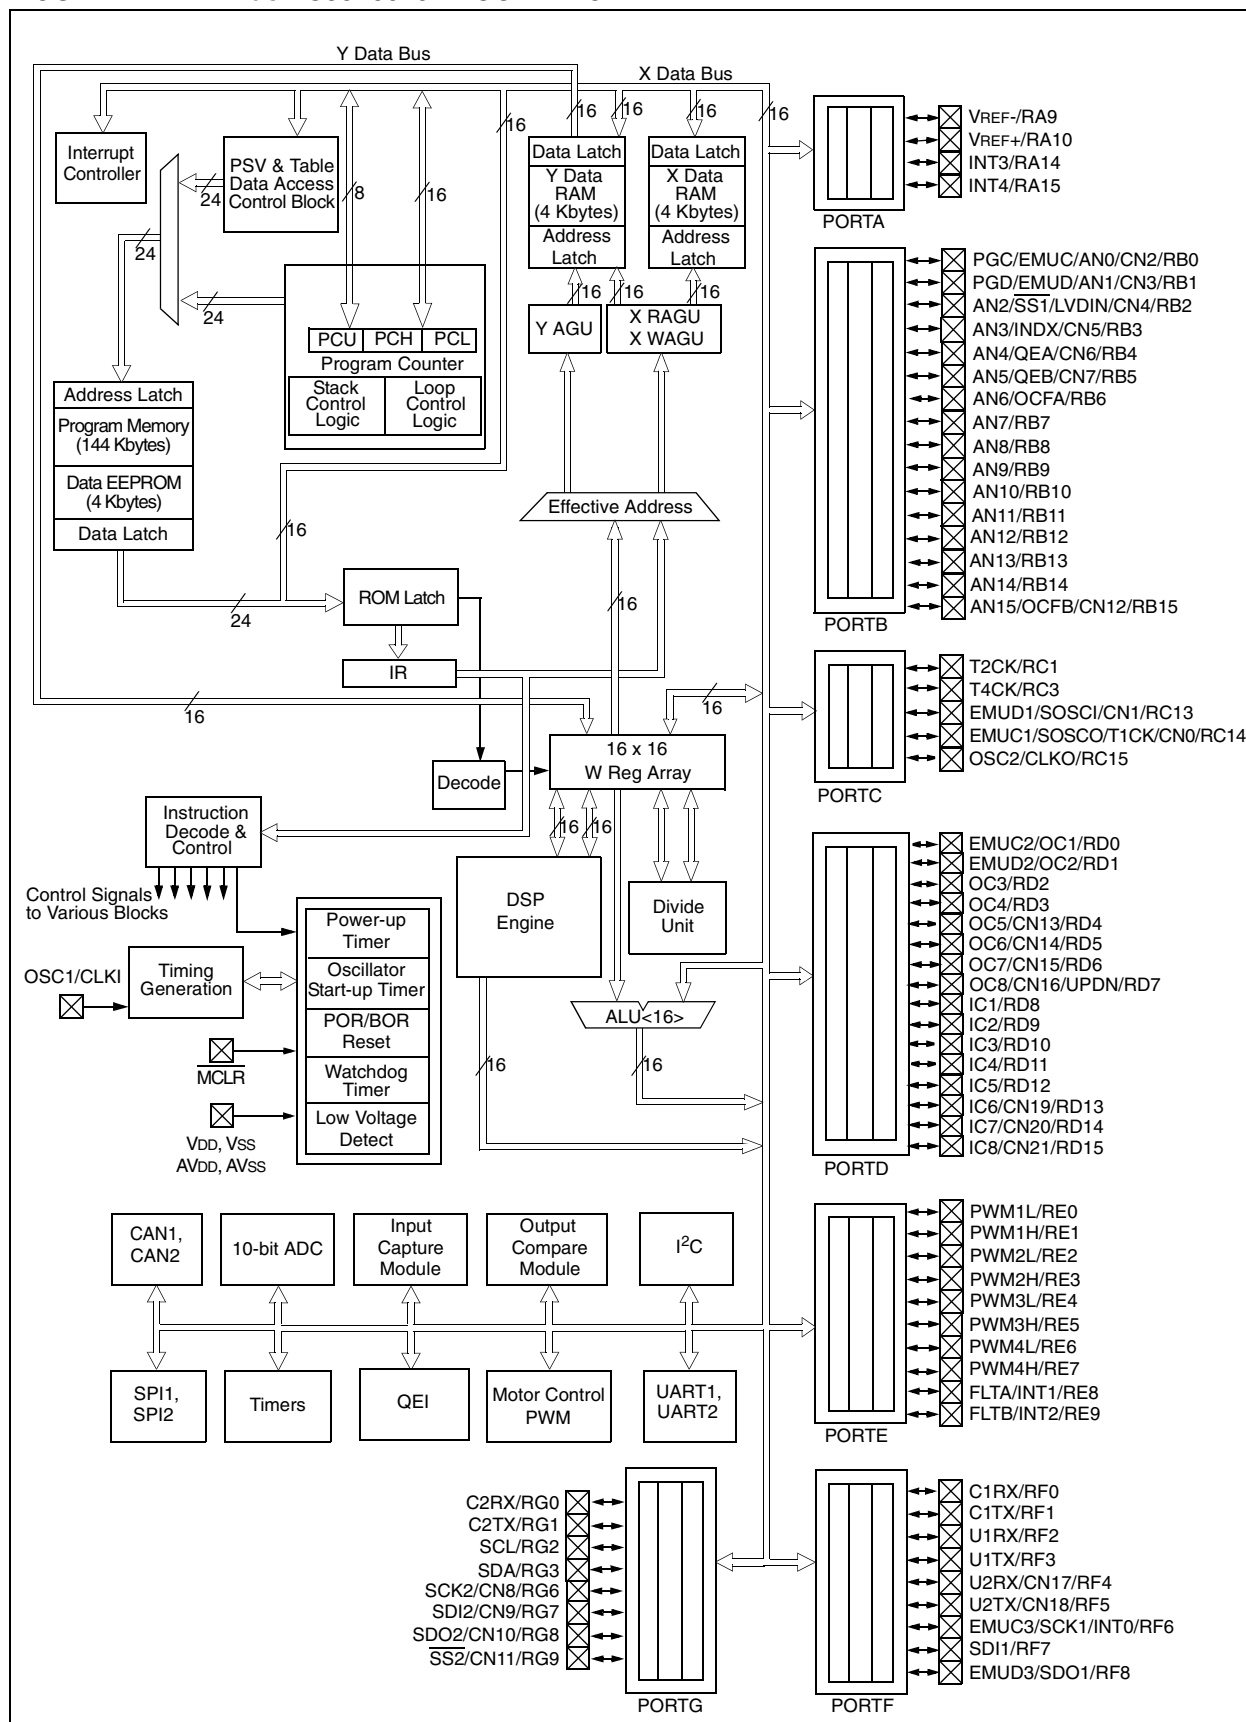 Y Data Bus
X Data Bus
16
16
16
16
16
Interrupt
Controller
PSV & Table
Data Access
Control Block
24
24
8
16
Data Latch
Y Data
RAM
(4 Kbytes)
Address
Latch
Data Latch
X Data
RAM
(4 Kbytes)
Address
Latch
16
16
16
24
Y AGU
X RAGU
X WAGU
PCU
PCH
PCL
Program Counter
Stack
Control
Logic
Loop
Control
Logic
Address Latch
Program Memory
(144 Kbytes)
Data EEPROM
(4 Kbytes)
Data Latch
Effective Address
16
24
ROM Latch
16
IR
16
16
16 x 16
W Reg Array
Decode
Instruction
Decode &
Control
16
16
Control Signals
to Various Blocks
DSP
Engine
Divide
Unit
Power-up
Timer
Oscillator
Start-up Timer
POR/BOR
Reset
Watchdog
Timer
Low Voltage
Detect
OSC1/CLKI
Timing
Generation
MCLR
VDD, VSS
AVDD, AVSS
ALU<16>
16
16
CAN1,
CAN2
10-bit ADC
Input
Capture
Module
Output
Compare
Module
I2C
SPI1,
SPI2
Timers
QEI
Motor Control
PWM
UART1,
UART2
VREF-/RA9
VREF+/RA10
INT3/RA14
INT4/RA15
PORTA
PGC/EMUC/AN0/CN2/RB0
PGD/EMUD/AN1/CN3/RB1
AN2/SS1/LVDIN/CN4/RB2
AN3/INDX/CN5/RB3
AN4/QEA/CN6/RB4
AN5/QEB/CN7/RB5
AN6/OCFA/RB6
AN7/RB7
AN8/RB8
AN9/RB9
AN10/RB10
AN11/RB11
AN12/RB12
AN13/RB13
AN14/RB14
AN15/OCFB/CN12/RB15
PORTB
T2CK/RC1
T4CK/RC3
EMUD1/SOSCI/CN1/RC13
EMUC1/SOSCO/T1CK/CN0/RC14
OSC2/CLKO/RC15
PORTC
EMUC2/OC1/RD0
EMUD2/OC2/RD1
OC3/RD2
OC4/RD3
OC5/CN13/RD4
OC6/CN14/RD5
OC7/CN15/RD6
OC8/CN16/UPDN/RD7
IC1/RD8
IC2/RD9
IC3/RD10
IC4/RD11
IC5/RD12
IC6/CN19/RD13
IC7/CN20/RD14
IC8/CN21/RD15
PORTD
PWM1L/RE0
PWM1H/RE1
PWM2L/RE2
PWM2H/RE3
PWM3L/RE4
PWM3H/RE5
PWM4L/RE6
PWM4H/RE7
FLTA/INT1/RE8
FLTB/INT2/RE9
PORTE
C2RX/RG0
C2TX/RG1
SCL/RG2
SDA/RG3
SCK2/CN8/RG6
SDI2/CN9/RG7
SDO2/CN10/RG8
SS2/CN11/RG9
PORTG
C1RX/RF0
C1TX/RF1
U1RX/RF2
U1TX/RF3
U2RX/CN17/RF4
U2TX/CN18/RF5
EMUC3/SCK1/INT0/RF6
SDI1/RF7
EMUD3/SDO1/RF8
PORTF